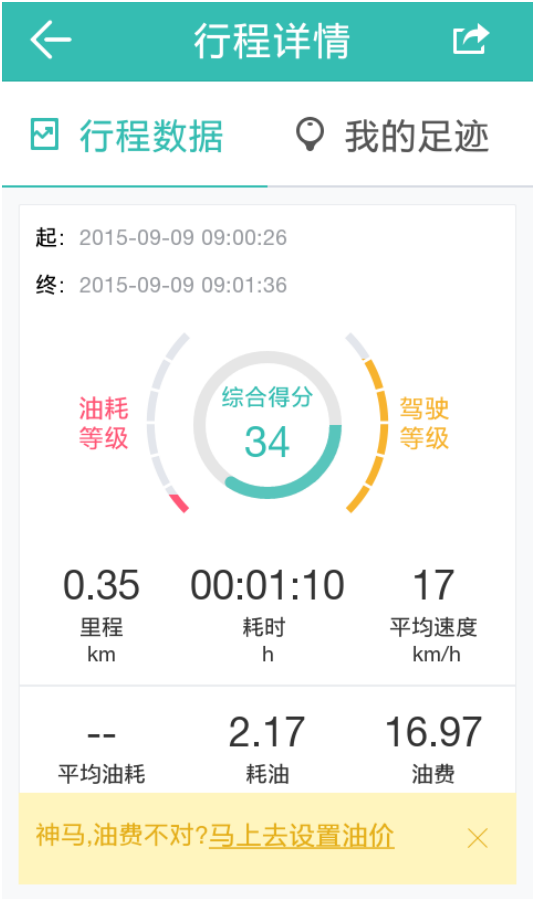 行程详情
行程数据
我的足迹
起：2015-09-09 09:00:26
终：2015-09-09 09:01:36
油耗
等级
综合得分
34
驾驶
等级
0.35
里程
km
00:01:10
耗时
h
17
平均速度
km/h
--
平均油耗
2.17
耗油
16.97
油费
神马,油费不对?马上去设置油价